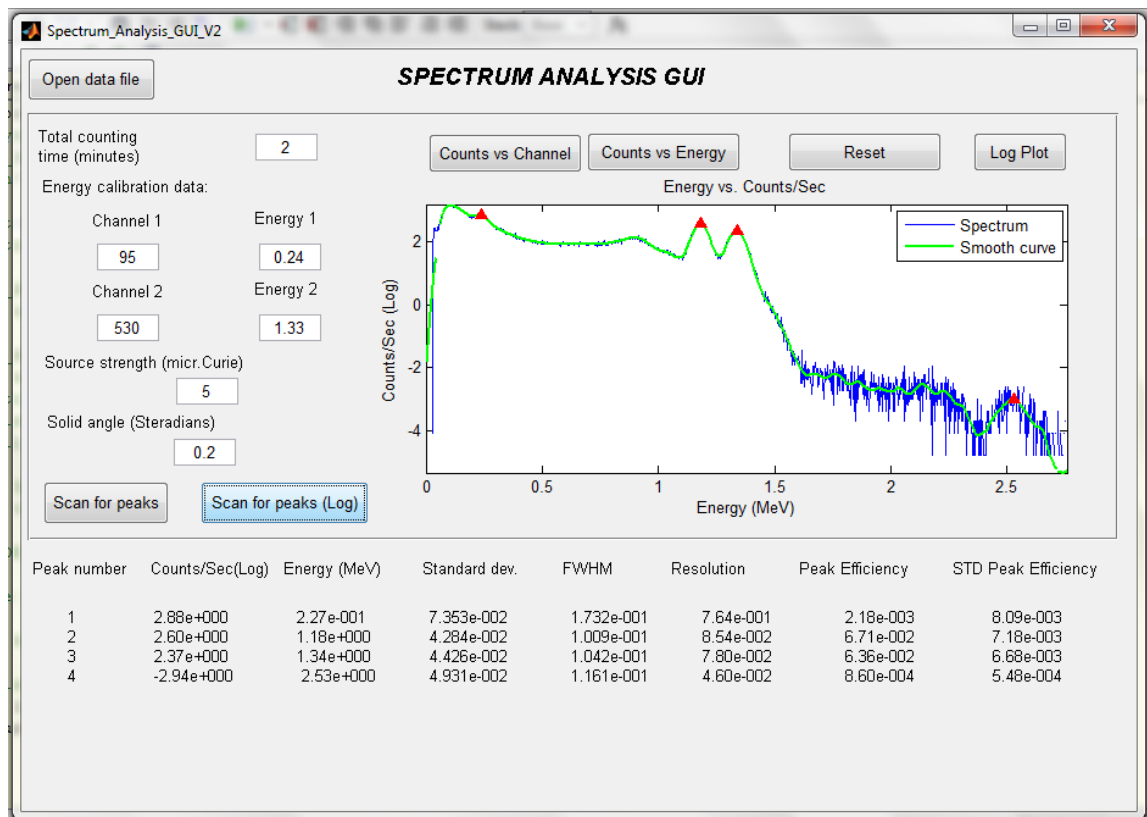 Spectrum_Analysis_GUI_V2
Open data file
SPECTRUM ANALYSIS GUI
Total counting
time (minutes)
2
Energy calibration data:
Channel 1
Energy 1
95
0.24
Channel 2
Energy 2
530
1.33
Source strength (micr.Curie)
5
Solid angle (Steradians)
0.2
Scan for peaks
Scan for peaks (Log)
Counts vs Channel
Counts vs Energy
Reset
Log Plot
Energy vs. Counts/Sec
Spectrum
Smooth curve
Counts/Sec (Log)
2
0
-2
-4
0 0.5 1 1.5 2 2.5
Energy (MeV)
Peak number Counts/Sec(Log) Energy (MeV) Standard dev. FWHM Resolution Peak Efficiency STD Peak Efficiency
1 2.88e+000 2.27e-001 7.353e-002 1.732e-001 7.64e-001 2.18e-003 8.09e-003
2 2.60e+000 1.18e+000 4.284e-002 1.009e-001 8.54e-002 6.71e-002 7.18e-003
3 2.37e+000 1.34e+000 4.426e-002 1.042e-001 7.80e-002 6.36e-002 6.68e-003
4 -2.94e+000 2.53e+000 4.931e-002 1.161e-001 4.60e-002 8.60e-004 5.48e-004